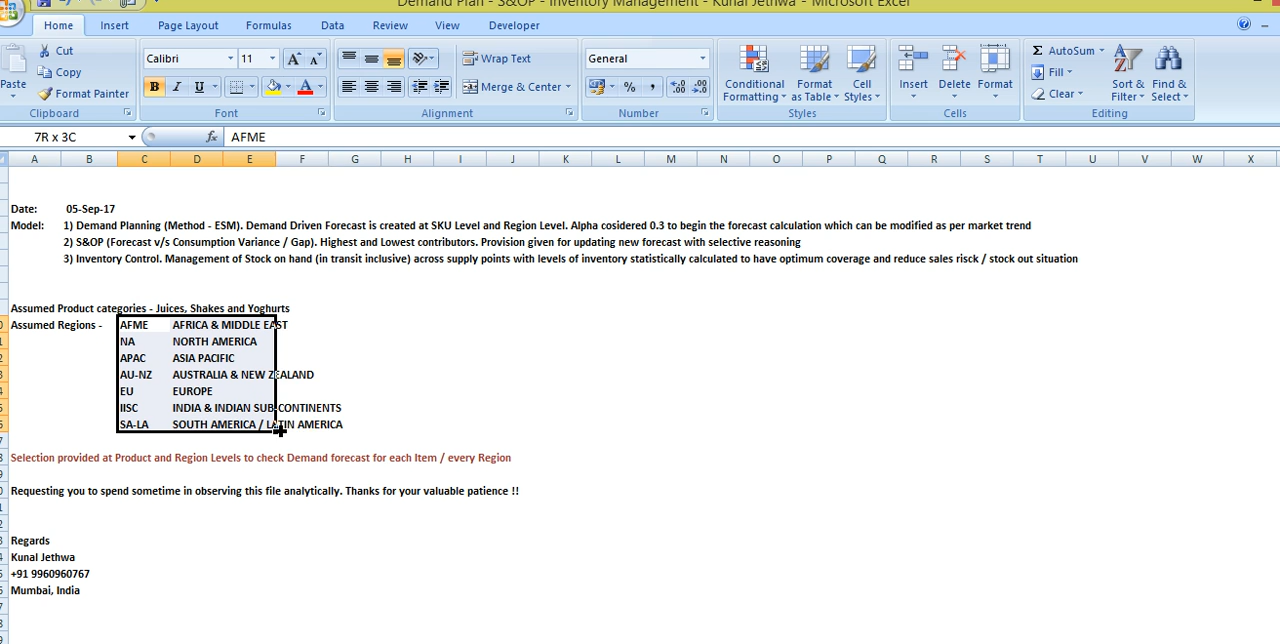 Demand Plan - S&OP - Inventory Management - Kunal Jethwa - Microsoft Excel
Home Insert Page Layout Formulas Data Review View Developer
Paste Cut Copy Format Painter Clipboard
Calibri 11 A A B I U A Font
Wrap Text Merge & Center Alignment
General % , .00 .0 Number
Conditional Formatting Format as Table Cell Styles Styles
Insert Delete Format Cells
Σ AutoSum Fill Clear Sort & Filter Find & Select Editing
7R x 3C fx AFME
A B C D E F G H I J K L M N O P Q R S T U V W X
Date: 05-Sep-17
Model: 1) Demand Planning (Method - ESM). Demand Driven Forecast is created at SKU Level and Region Level. Alpha cosidered 0.3 to begin the forecast calculation which can be modified as per market trend
2) S&OP (Forecast v/s Consumption Variance / Gap). Highest and Lowest contributors. Provision given for updating new forecast with selective reasoning
3) Inventory Control. Management of Stock on hand (in transit inclusive) across supply points with levels of inventory statistically calculated to have optimum coverage and reduce sales risck / stock out situation
Assumed Product categories - Juices, Shakes and Yoghurts
Assumed Regions - AFME AFRICA & MIDDLE EAST
NA NORTH AMERICA
APAC ASIA PACIFIC
AU-NZ AUSTRALIA & NEW ZEALAND
EU EUROPE
IISC INDIA & INDIAN SUB-CONTINENTS
SA-LA SOUTH AMERICA / LATIN AMERICA
Selection provided at Product and Region Levels to check Demand forecast for each Item / every Region
Requesting you to spend sometime in observing this file analytically. Thanks for your valuable patience !!
Regards
Kunal Jethwa
+91 9960960767
Mumbai, India